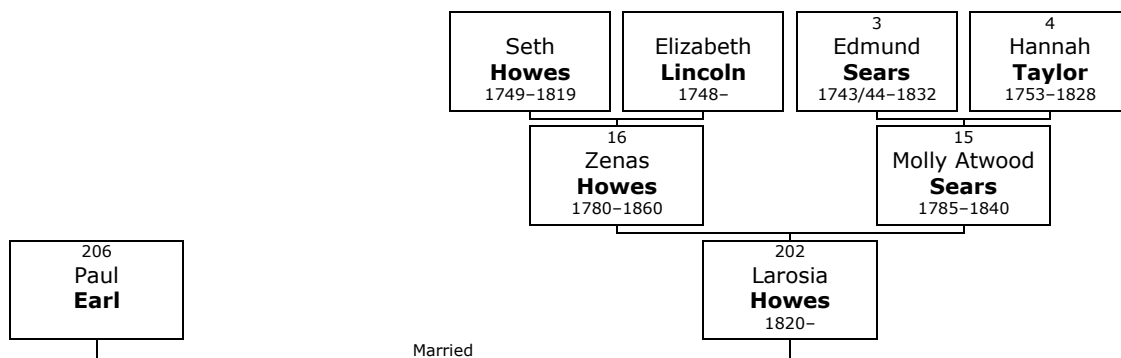 Seth
Howes
1749–1819
Elizabeth
Lincoln
1748–
3
Edmund
Sears
1743/44–1832
4
Hannah
Taylor
1753–1828
16
Zenas
Howes
1780–1860
15
Molly Atwood
Sears
1785–1840
206
Paul
Earl
202
Larosia
Howes
1820–
Married